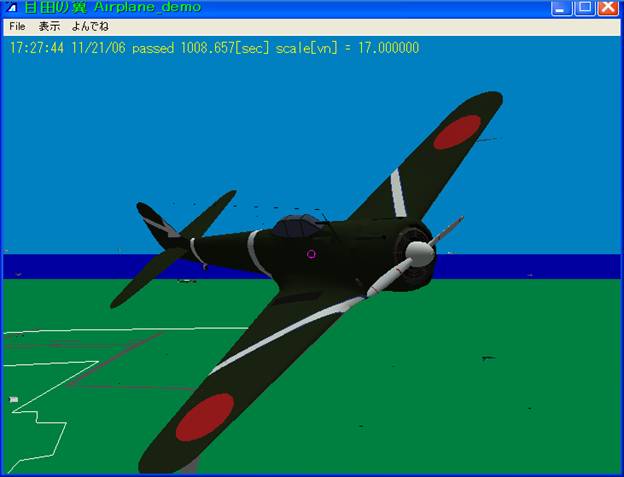 自由の翼 Airplane_demo
File 表示 よんでね
17:27:44 11/21/06 passed 1008.657[sec] scale[vn] = 17.000000